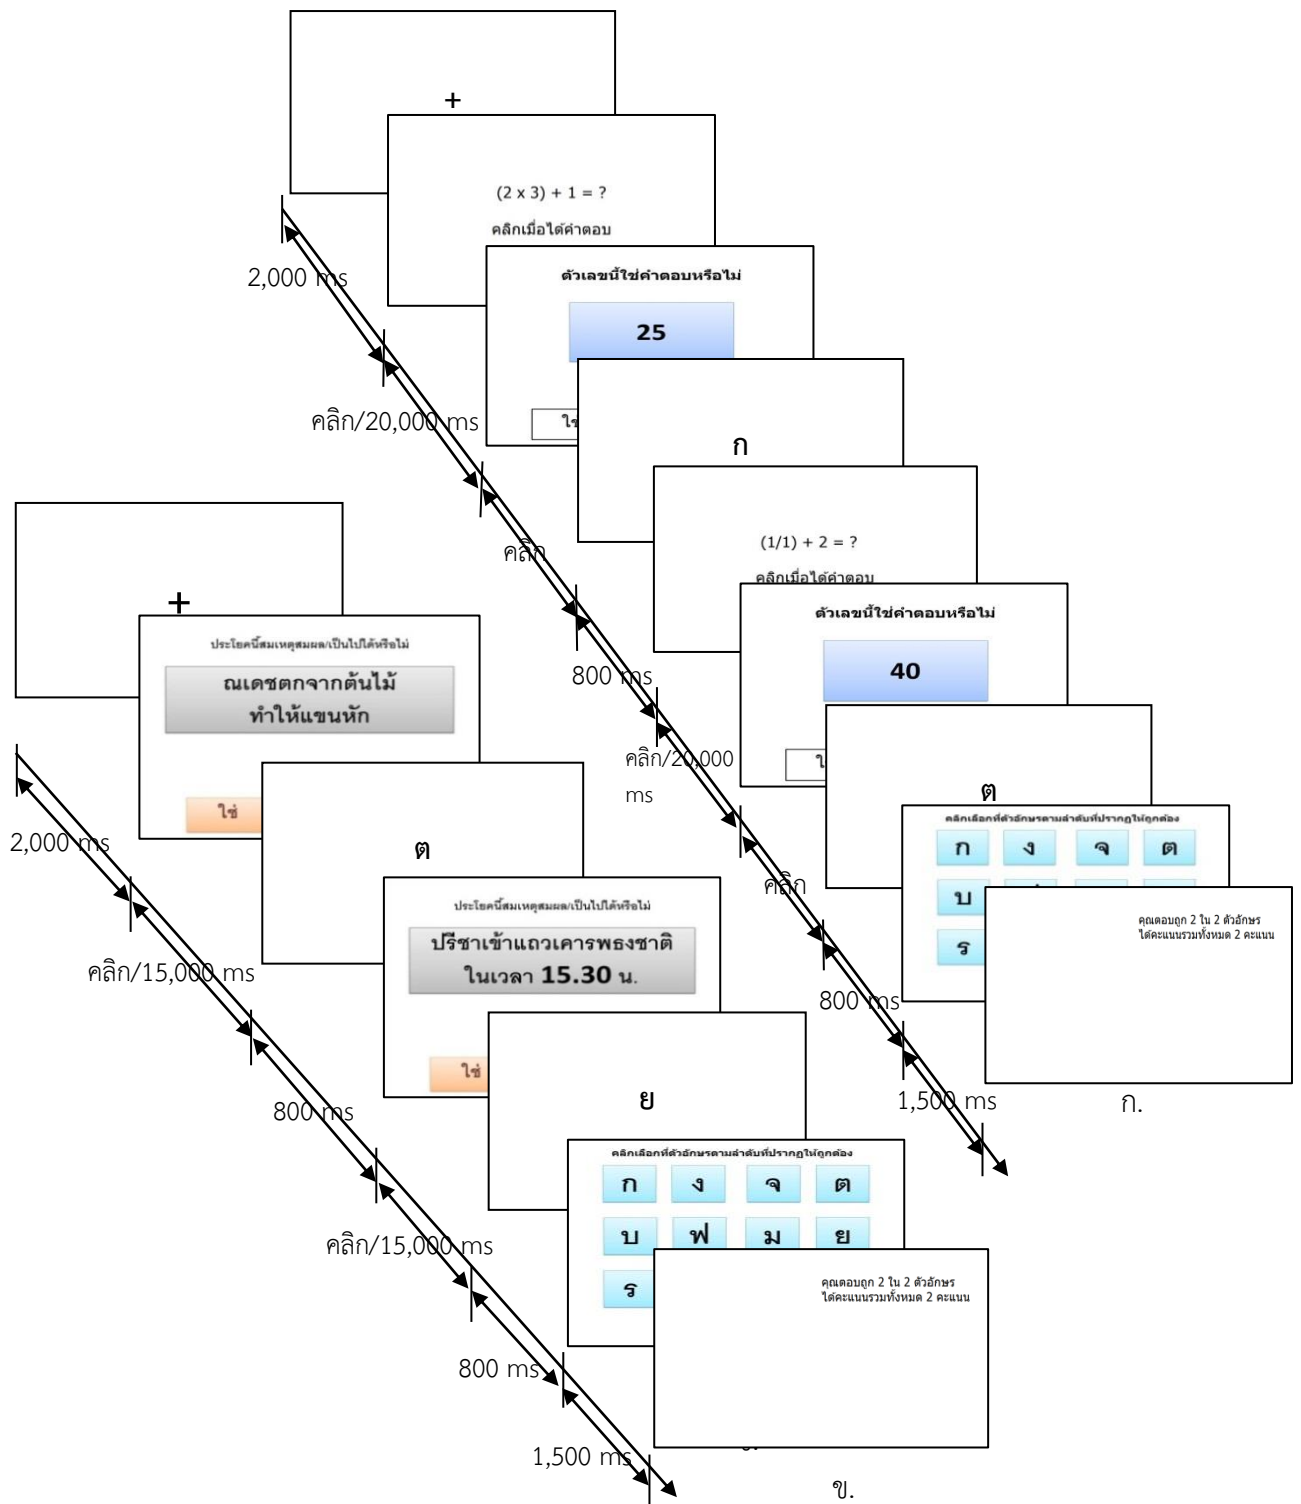 +
(2 x 3) + 1 = ?
คลิกเมื่อได้คำตอบ
ตัวเลขนี้ใช่คำตอบหรือไม่
25
ก
(1/1) + 2 = ?
คลิกเมื่อได้คำตอบ
ตัวเลขนี้ใช่คำตอบหรือไม่
40
ต
คลิกเลือกที่ตัวอักษรตามลำดับที่ปรากฏให้ถูกต้อง
ก ง จ ต
บ
ร
คุณตอบถูก 2 ใน 2 ตัวอักษร
ได้คะแนนรวมทั้งหมด 2 คะแนน
2,000 ms
คลิก/20,000 ms
คลิก
800 ms
คลิก/20,000
ms
คลิก
800 ms
1,500 ms
ก.
+
ประโยคนี้สมเหตุสมผล/เป็นไปได้หรือไม่
ณเดชตกจากต้นไม้
ทำให้แขนหัก
ใช่
ต
ประโยคนี้สมเหตุสมผล/เป็นไปได้หรือไม่
ปรีชาเข้าแถวเคารพธงชาติ
ในเวลา 15.30 น.
ใช่
ย
คลิกเลือกที่ตัวอักษรตามลำดับที่ปรากฏให้ถูกต้อง
ก ง จ ต
บ ฟ ม ย
ร
คุณตอบถูก 2 ใน 2 ตัวอักษร
ได้คะแนนรวมทั้งหมด 2 คะแนน
2,000 ms
คลิก/15,000 ms
800 ms
คลิก/15,000 ms
800 ms
1,500 ms
ข.